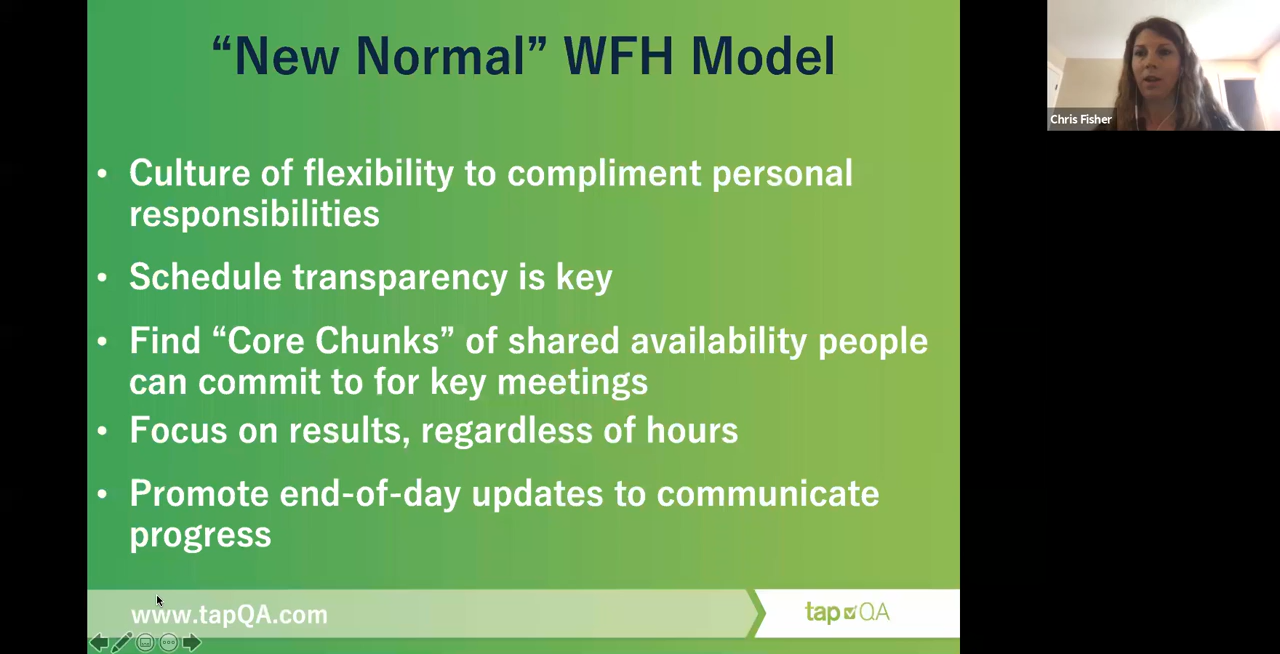 “New Normal” WFH Model
Chris Fisher
• Culture of flexibility to compliment personal
responsibilities
• Schedule transparency is key
• Find “Core Chunks” of shared availability people
can commit to for key meetings
• Focus on results, regardless of hours
• Promote end-of-day updates to communicate
progress
www.tapQA.com
tap QA